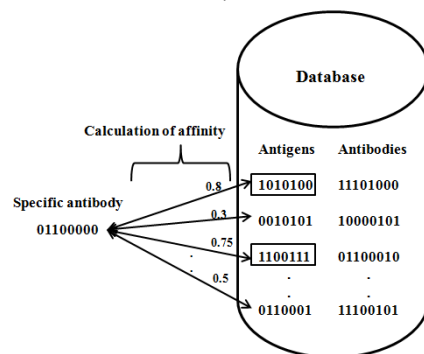 Database
Calculation of affinity
Antigens Antibodies
0.8 1010100 11101000
Specific antibody
0.3 0010101 10000101
01100000
0.75 1100111 01100010
. . .
. . .
0.5 0110001 11100101